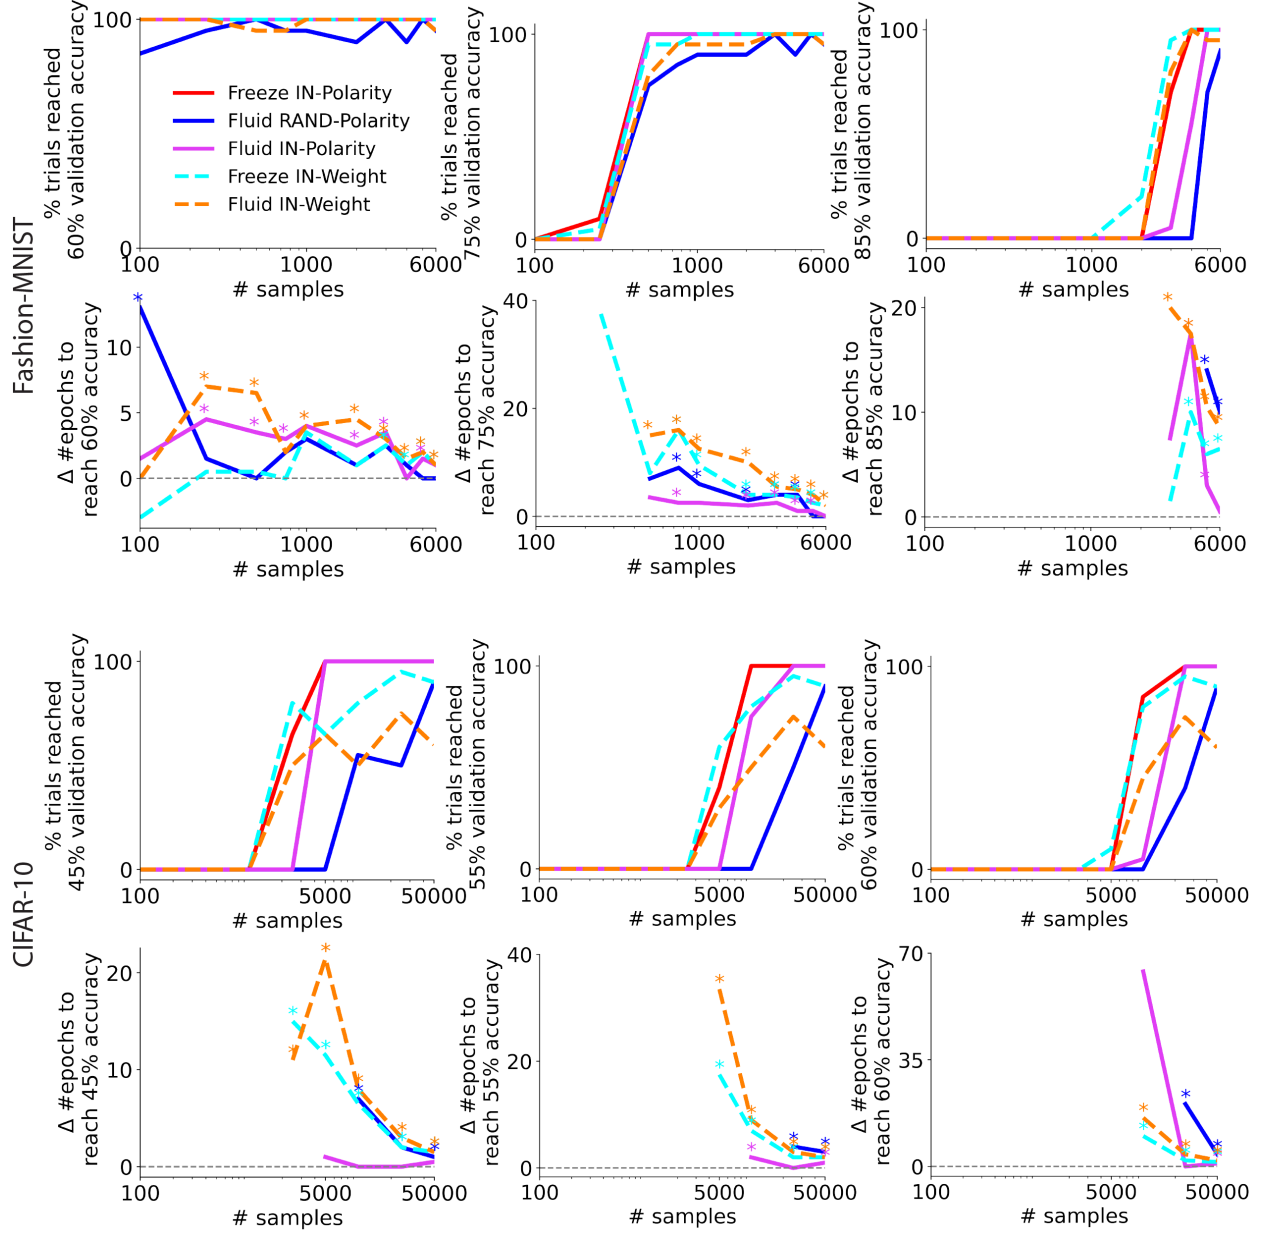 Fashion-MNIST
% trials reached
60% validation accuracy
100
0
Freeze IN-Polarity
Fluid RAND-Polarity
Fluid IN-Polarity
Freeze IN-Weight
Fluid IN-Weight
100
1000
6000
# samples
% trials reached
75% validation accuracy
100
0
100
1000
6000
# samples
% trials reached
85% validation accuracy
100
0
100
1000
6000
# samples
Δ #epochs to
reach 60% accuracy
10
5
0
100
1000
6000
# samples
Δ #epochs to
reach 75% accuracy
40
20
0
100
1000
6000
# samples
Δ #epochs to
reach 85% accuracy
20
10
0
100
1000
6000
# samples
CIFAR-10
% trials reached
45% validation accuracy
100
0
100
5000
50000
# samples
% trials reached
55% validation accuracy
100
0
100
5000
50000
# samples
% trials reached
60% validation accuracy
100
0
100
5000
50000
# samples
Δ #epochs to
reach 45% accuracy
20
10
0
100
5000
50000
# samples
Δ #epochs to
reach 55% accuracy
40
20
0
100
5000
50000
# samples
Δ #epochs to
reach 60% accuracy
70
35
0
100
5000
50000
# samples